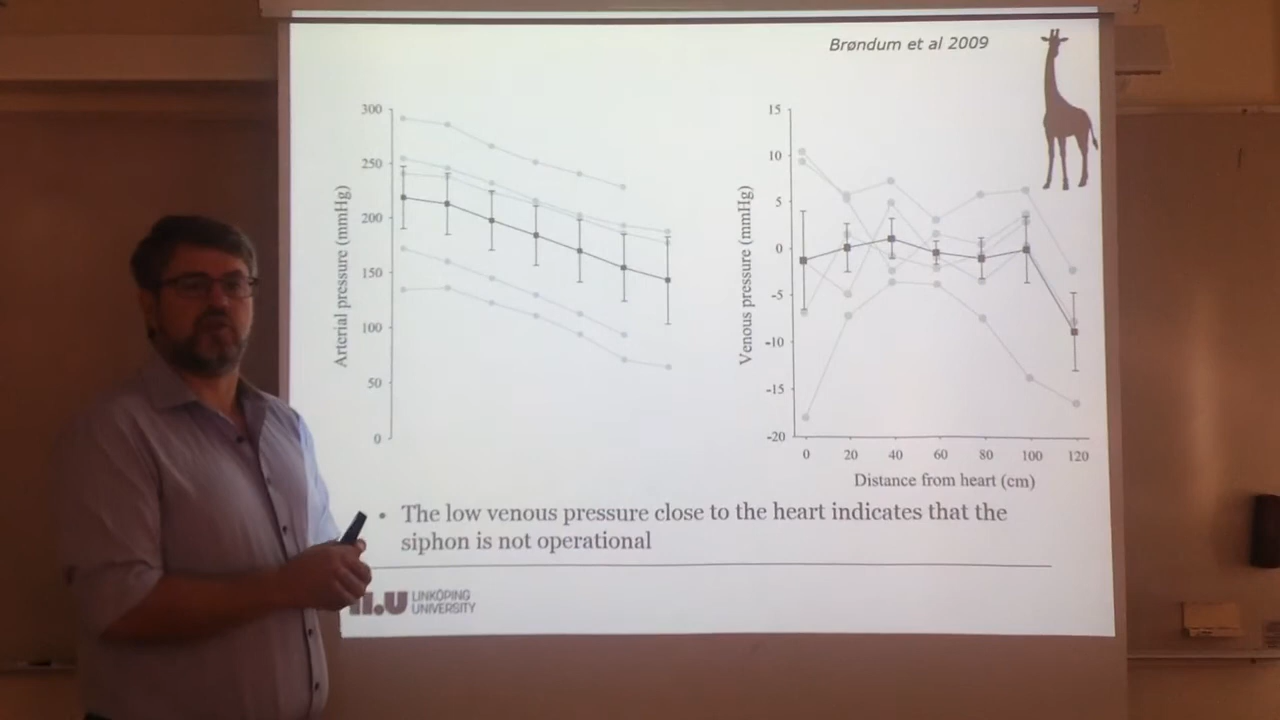 Brøndum et al 2009
300
250
200
150
100
50
0
Arterial pressure (mmHg)
15
10
5
0
-5
-10
-15
-20
Venous pressure (mmHg)
0 20 40 60 80 100 120
Distance from heart (cm)
• The low venous pressure close to the heart indicates that the
siphon is not operational
LINKÖPING
UNIVERSITY